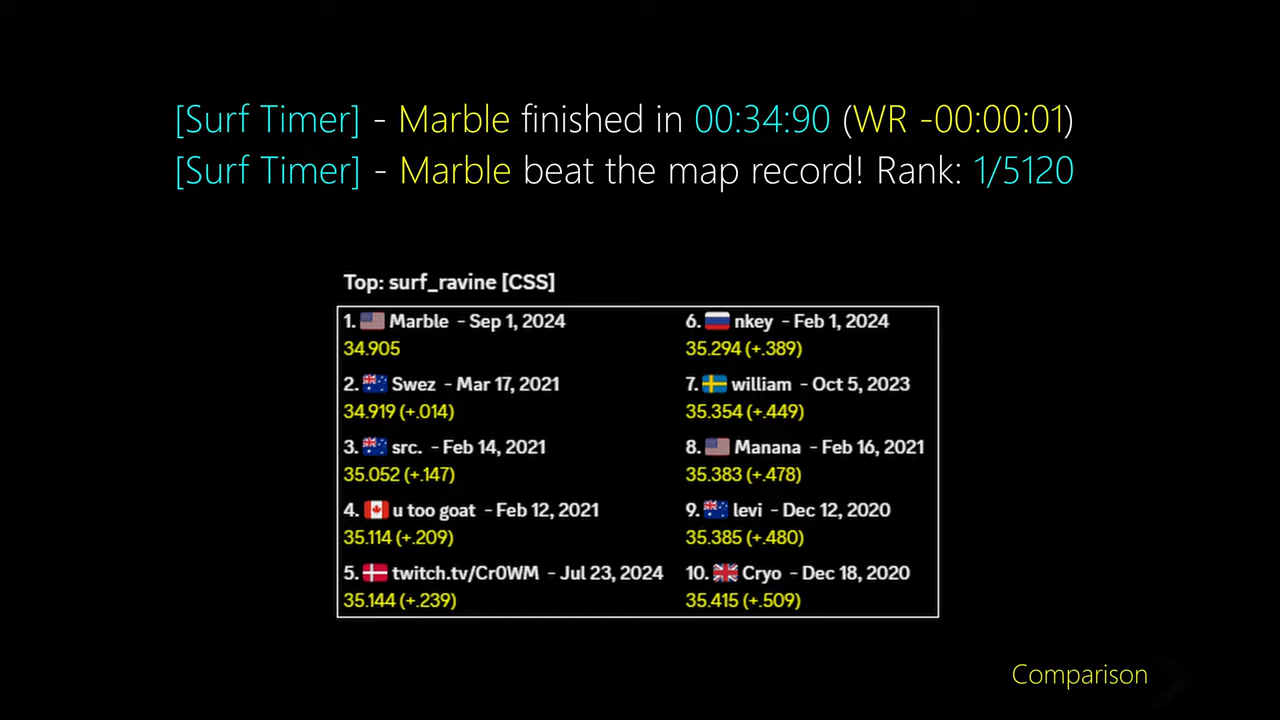 [Surf Timer] - Marble finished in 00:34:90 (WR -00:00:01)
[Surf Timer] - Marble beat the map record! Rank: 1/5120
Top: surf_ravine [CSS]
1. Marble - Sep 1, 2024
34.905
2. Swez - Mar 17, 2021
34.919 (+.014)
3. src. - Feb 14, 2021
35.052 (+.147)
4. u too goat - Feb 12, 2021
35.114 (+.209)
5. twitch.tv/Cr0WM - Jul 23, 2024
35.144 (+.239)
6. nkey - Feb 1, 2024
35.294 (+.389)
7. william - Oct 5, 2023
35.354 (+.449)
8. Manana - Feb 16, 2021
35.383 (+.478)
9. levi - Dec 12, 2020
35.385 (+.480)
10. Cryo - Dec 18, 2020
35.415 (+.509)
Comparison